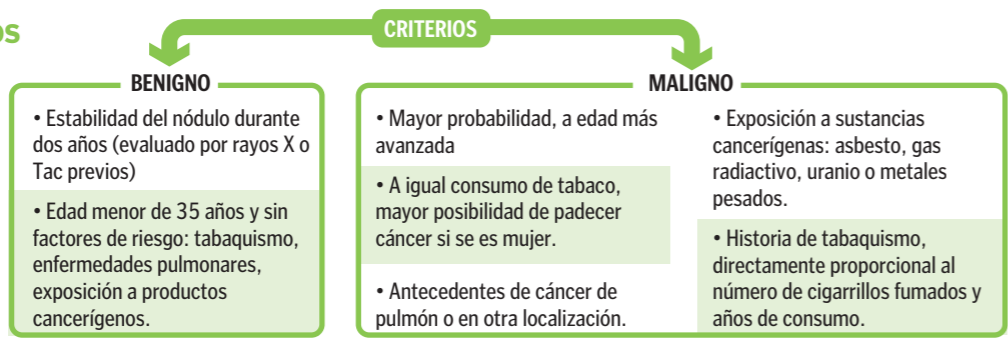 os
CRITERIOS
BENIGNO
• Estabilidad del nódulo durante
dos años (evaluado por rayos X o
Tac previos)
• Edad menor de 35 años y sin
factores de riesgo: tabaquismo,
enfermedades pulmonares,
exposición a productos
cancerígenos.
MALIGNO
• Mayor probabilidad, a edad más
avanzada
• A igual consumo de tabaco,
mayor posibilidad de padecer
cáncer si se es mujer.
• Antecedentes de cáncer de
pulmón o en otra localización.
• Exposición a sustancias
cancerígenas: asbesto, gas
radiactivo, uranio o metales
pesados.
• Historia de tabaquismo,
directamente proporcional al
número de cigarrillos fumados y
años de consumo.